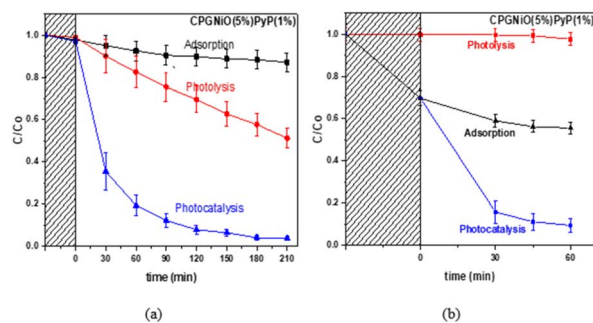 CPGNiO(5%)PyP(1%)
Adsorption
Photolysis
Photocatalysis
C/Co
1.0
0.8
0.6
0.4
0.2
0.0
0 30 60 90 120 150 180 210
time (min)
(a)
CPGNiO(5%)PyP(1%)
Photolysis
Adsorption
Photocatalysis
C/Co
1.0
0.8
0.6
0.4
0.2
0.0
0 30 60
time (min)
(b)